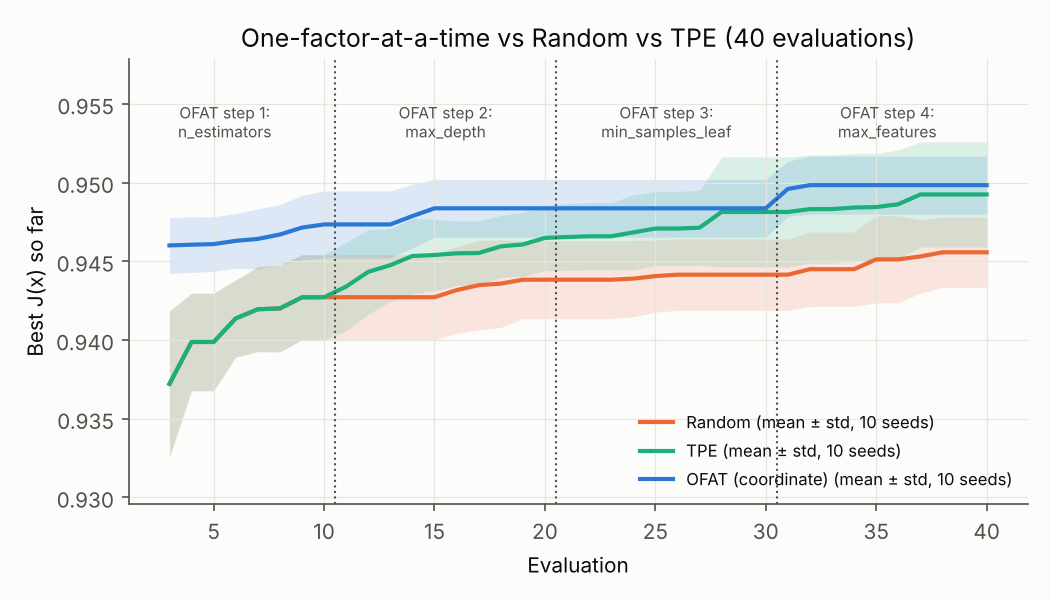 One-factor-at-a-time vs Random vs TPE (40 evaluations)
OFAT step 1:
n_estimators
OFAT step 2:
max_depth
OFAT step 3:
min_samples_leaf
OFAT step 4:
max_features
Best J(x) so far
0.955
0.950
0.945
0.940
0.935
0.930
Random (mean ± std, 10 seeds)
TPE (mean ± std, 10 seeds)
OFAT (coordinate) (mean ± std, 10 seeds)
5 10 15 20 25 30 35 40
Evaluation